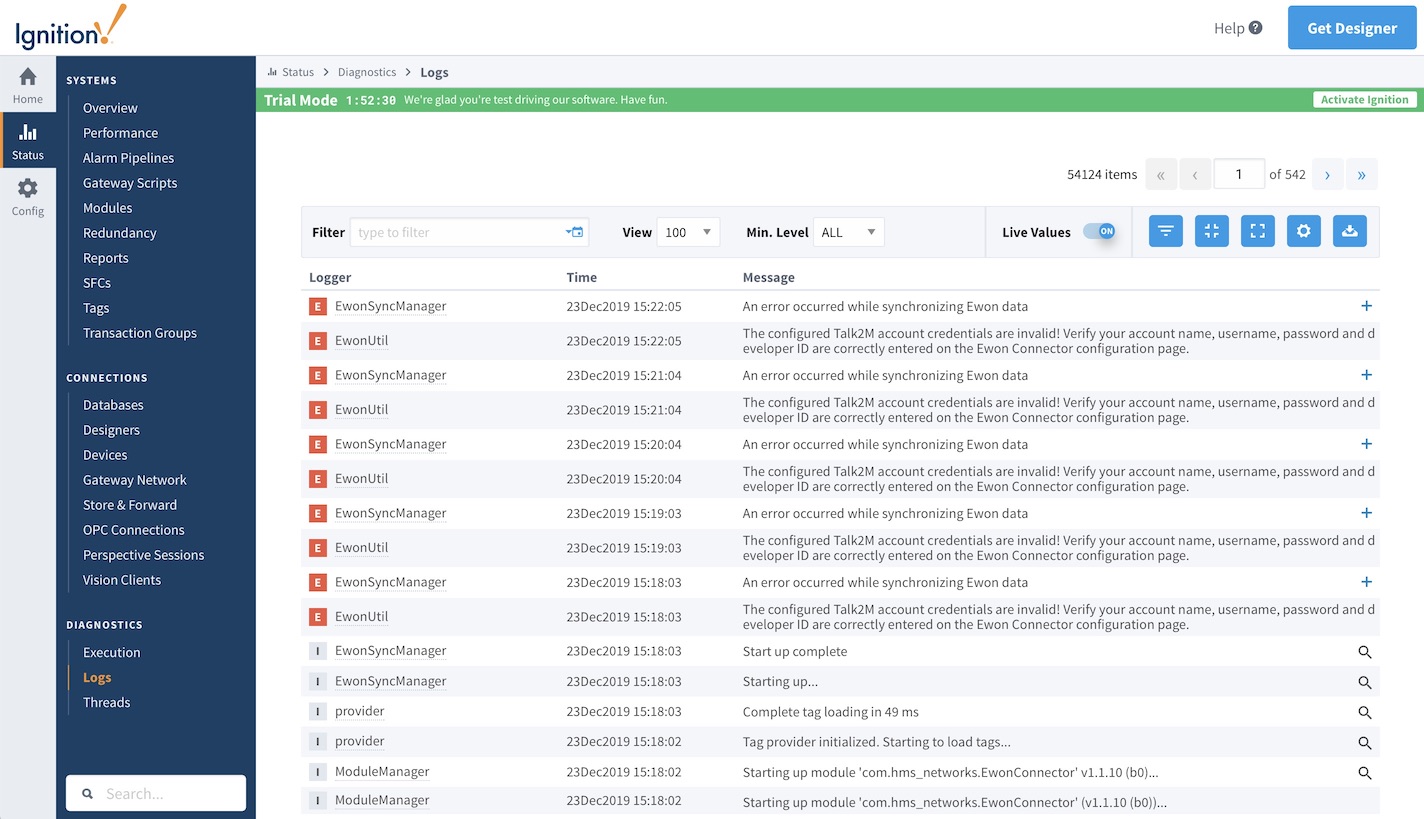 Ignition!
Help ?
Get Designer
Home
Status
Config
SYSTEMS
Overview
Performance
Alarm Pipelines
Gateway Scripts
Modules
Redundancy
Reports
SFCs
Tags
Transaction Groups
CONNECTIONS
Databases
Designers
Devices
Gateway Network
Store & Forward
OPC Connections
Perspective Sessions
Vision Clients
DIAGNOSTICS
Execution
Logs
Threads
Search...
Status > Diagnostics > Logs
Trial Mode 1:52:30 We're glad you're test driving our software. Have fun. Activate Ignition
54124 items « ‹ 1 of 542 › »
Filter type to filter View 100 Min. Level ALL Live Values ON
Logger Time Message
E EwonSyncManager 23Dec2019 15:22:05 An error occurred while synchronizing Ewon data +
E EwonUtil 23Dec2019 15:22:05 The configured Talk2M account credentials are invalid! Verify your account name, username, password and d
eveloper ID are correctly entered on the Ewon Connector configuration page.
E EwonSyncManager 23Dec2019 15:21:04 An error occurred while synchronizing Ewon data +
E EwonUtil 23Dec2019 15:21:04 The configured Talk2M account credentials are invalid! Verify your account name, username, password and d
eveloper ID are correctly entered on the Ewon Connector configuration page.
E EwonSyncManager 23Dec2019 15:20:04 An error occurred while synchronizing Ewon data +
E EwonUtil 23Dec2019 15:20:04 The configured Talk2M account credentials are invalid! Verify your account name, username, password and d
eveloper ID are correctly entered on the Ewon Connector configuration page.
E EwonSyncManager 23Dec2019 15:19:03 An error occurred while synchronizing Ewon data +
E EwonUtil 23Dec2019 15:19:03 The configured Talk2M account credentials are invalid! Verify your account name, username, password and d
eveloper ID are correctly entered on the Ewon Connector configuration page.
E EwonSyncManager 23Dec2019 15:18:03 An error occurred while synchronizing Ewon data +
E EwonUtil 23Dec2019 15:18:03 The configured Talk2M account credentials are invalid! Verify your account name, username, password and d
eveloper ID are correctly entered on the Ewon Connector configuration page.
I EwonSyncManager 23Dec2019 15:18:03 Start up complete
I EwonSyncManager 23Dec2019 15:18:03 Starting up...
I provider 23Dec2019 15:18:03 Complete tag loading in 49 ms
I provider 23Dec2019 15:18:02 Tag provider initialized. Starting to load tags...
I ModuleManager 23Dec2019 15:18:02 Starting up module 'com.hms_networks.EwonConnector' v1.1.10 (b0)...
I ModuleManager 23Dec2019 15:18:02 Starting up module 'com.hms_networks.EwonConnector' (v1.1.10 (b0))...